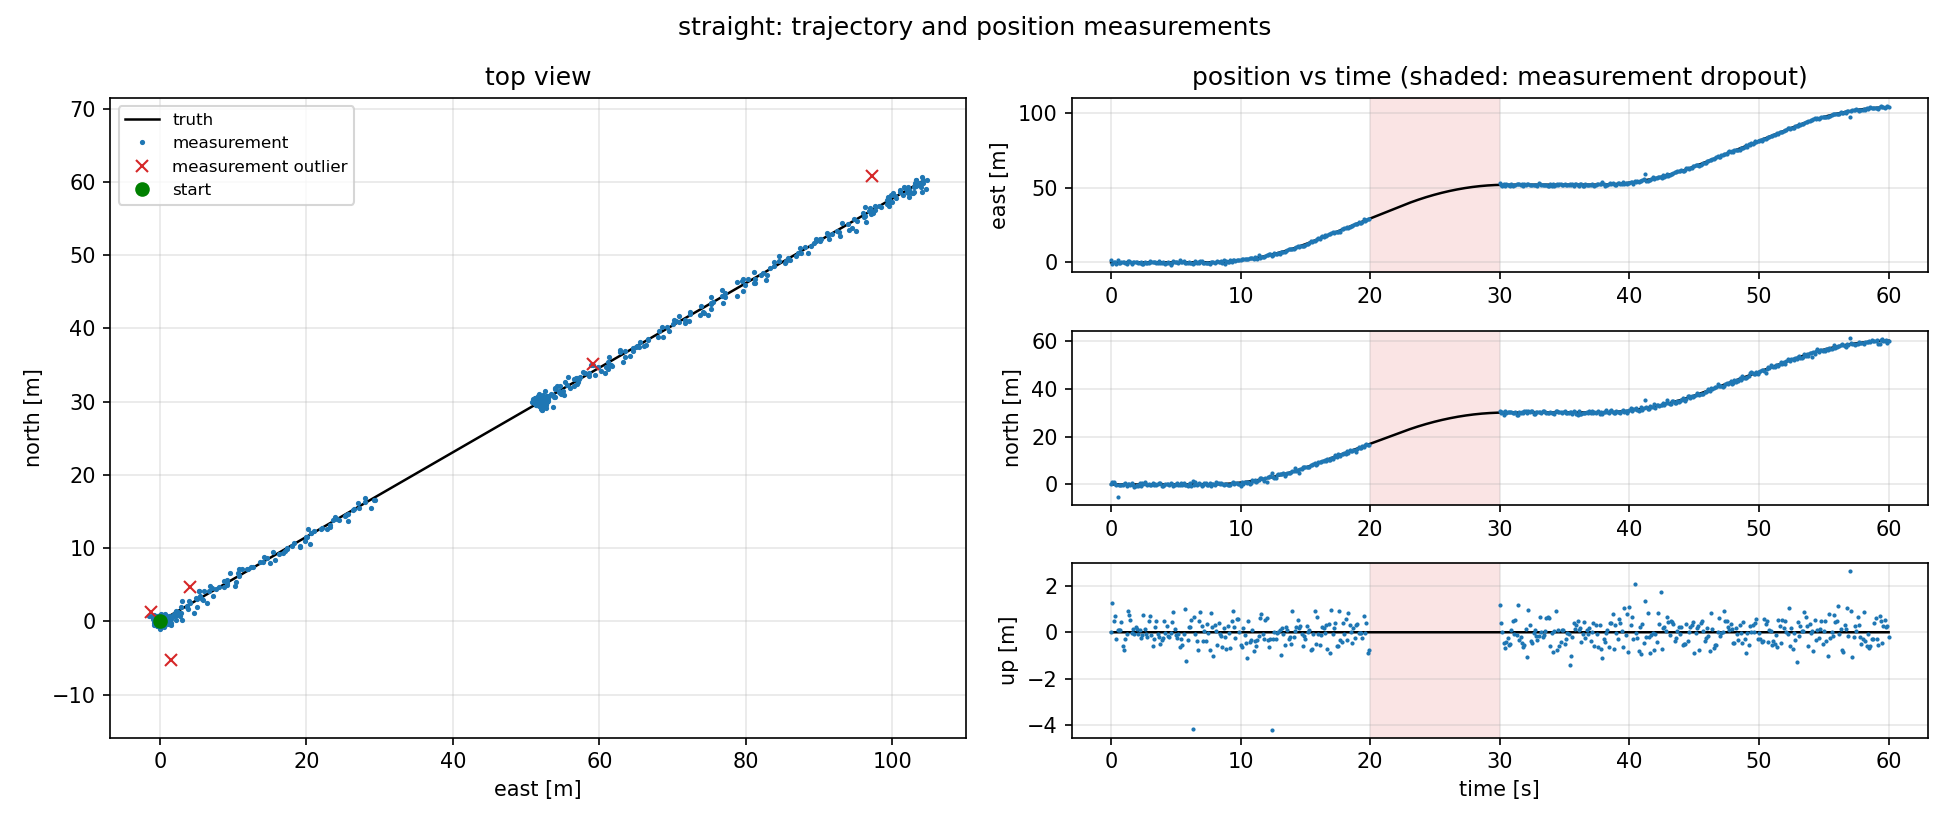 straight: trajectory and position measurements
top view
truth
measurement
measurement outlier
start
70
60
50
40
30
20
10
0
−10
north [m]
0 20 40 60 80 100
east [m]
position vs time (shaded: measurement dropout)
100
50
0
east [m]
0 10 20 30 40 50 60
60
40
20
0
north [m]
0 10 20 30 40 50 60
2
0
−2
−4
up [m]
0 10 20 30 40 50 60
time [s]